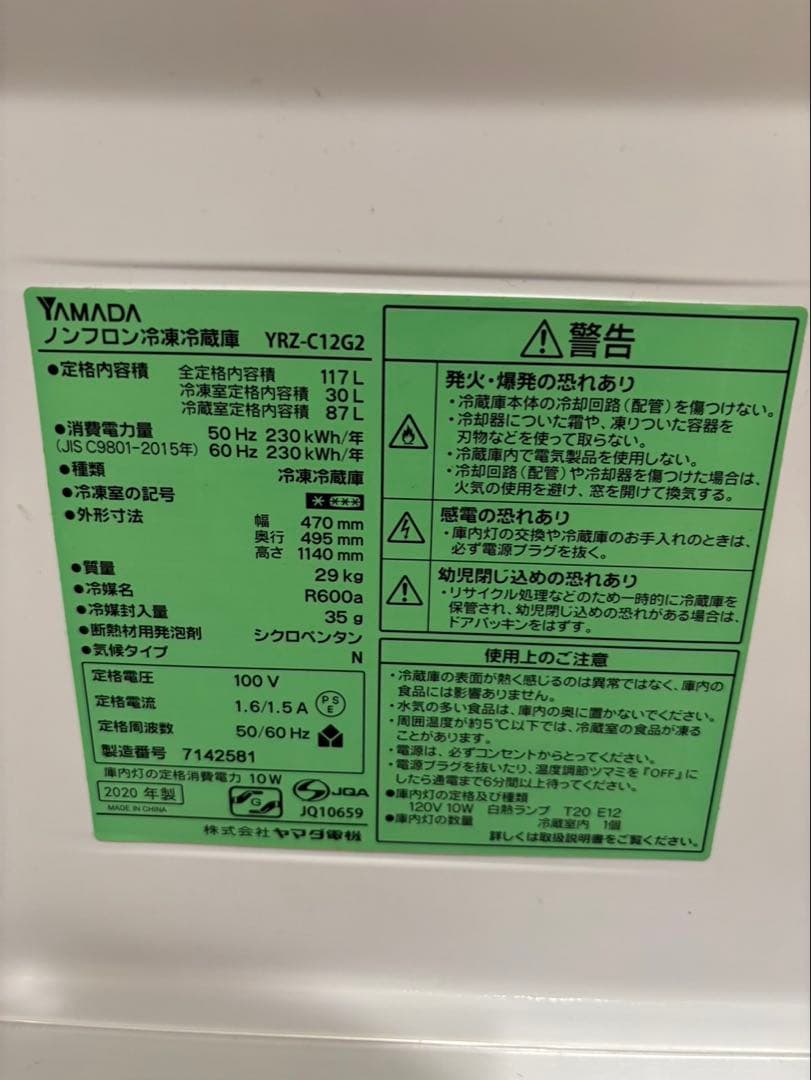 YAMADA
ノンフロン冷凍冷蔵庫 YRZ-C12G2
●定格内容積 全定格内容積 117 L
冷凍室定格内容積 30 L
冷蔵室定格内容積 87 L
●消費電力量 50 Hz 230 kWh/年
(JIS C9801-2015年) 60 Hz 230 kWh/年
●種類 冷凍冷蔵庫
●冷凍室の記号
●外形寸法 幅 470 mm
奥行 495 mm
高さ 1140 mm
●質量 29 kg
●冷媒名 R600a
●冷媒封入量 35 g
●断熱材用発泡剤 シクロペンタン
●気候タイプ N
定格電圧 100 V
定格電流 1.6/1.5 A
PSE
定格周波数 50/60 Hz
製造番号 7142581
庫内灯の定格消費電力 10 W
2020 年製
MADE IN CHINA
G
JQA
JQ10659
株式会社ヤマダ電機
警告
発火・爆発の恐れあり
・冷蔵庫本体の冷却回路(配管)を傷つけない。
・冷却器についた霜や、凍りついた容器を
刃物などを使って取らない。
・冷蔵庫内で電気製品を使用しない。
・冷却回路(配管)や冷却器を傷つけた場合は、
火気の使用を避け、窓を開けて換気する。
感電の恐れあり
・庫内灯の交換や冷蔵庫のお手入れのときは、
必ず電源プラグを抜く。
幼児閉じ込めの恐れあり
・リサイクル処理などのため一時的に冷蔵庫を
保管され、幼児閉じ込めの恐れがある場合は、
ドアパッキンをはずす。
使用上のご注意
・冷蔵庫の表面が熱く感じるのは異常ではなく、庫内の
食品には影響ありません。
・水気の多い食品は、庫内の奥に置かないでください。
・周囲温度が約5℃以下では、冷蔵室の食品が凍る
ことがあります。
・電源は、必ずコンセントからとってください。
・電源プラグを抜いたり、温度調節ツマミを『OFF』に
したら通電まで6分間以上待ってください。
●庫内灯の定格及び種類
120V 10W 白熱ランプ T20 E12
●庫内灯の数量 冷蔵室内 1個
詳しくは取扱説明書をご覧ください。